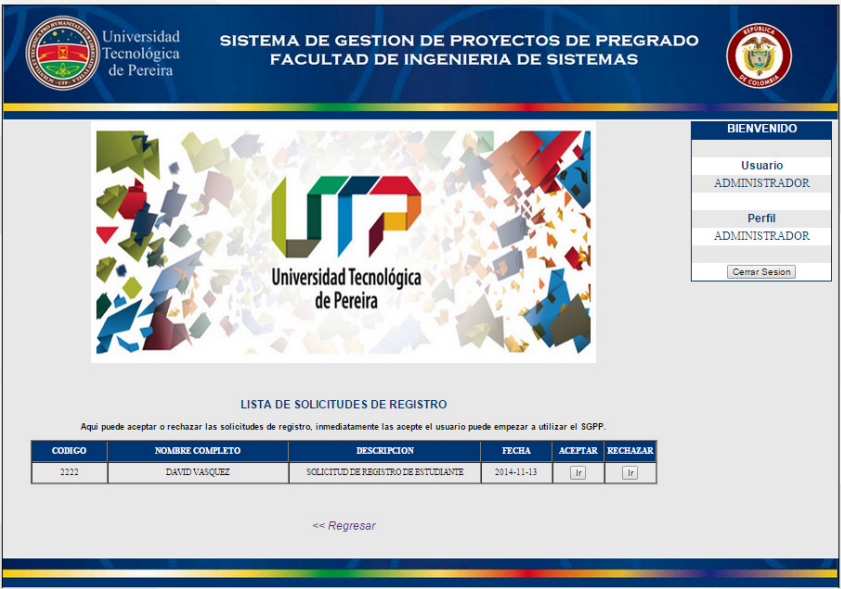 Universidad
Tecnológica
de Pereira
SISTEMA DE GESTION DE PROYECTOS DE PREGRADO
FACULTAD DE INGENIERIA DE SISTEMAS
BIENVENIDO
Usuario
ADMINISTRADOR
Perfil
ADMINISTRADOR
Cerrar Sesion
UTP
Universidad Tecnológica
de Pereira
LISTA DE SOLICITUDES DE REGISTRO
Aqui puede aceptar o rechazar las solicitudes de registro, inmediatamente las acepte el usuario puede empezar a utilizar el SGPP.
CODIGO NOMBRE COMPLETO DESCRIPCION FECHA ACEPTAR RECHAZAR
2222 DAVID VASQUEZ SOLICITUD DE REGISTRO DE ESTUDIANTE 2014-11-13 Ir Ir
<< Regresar